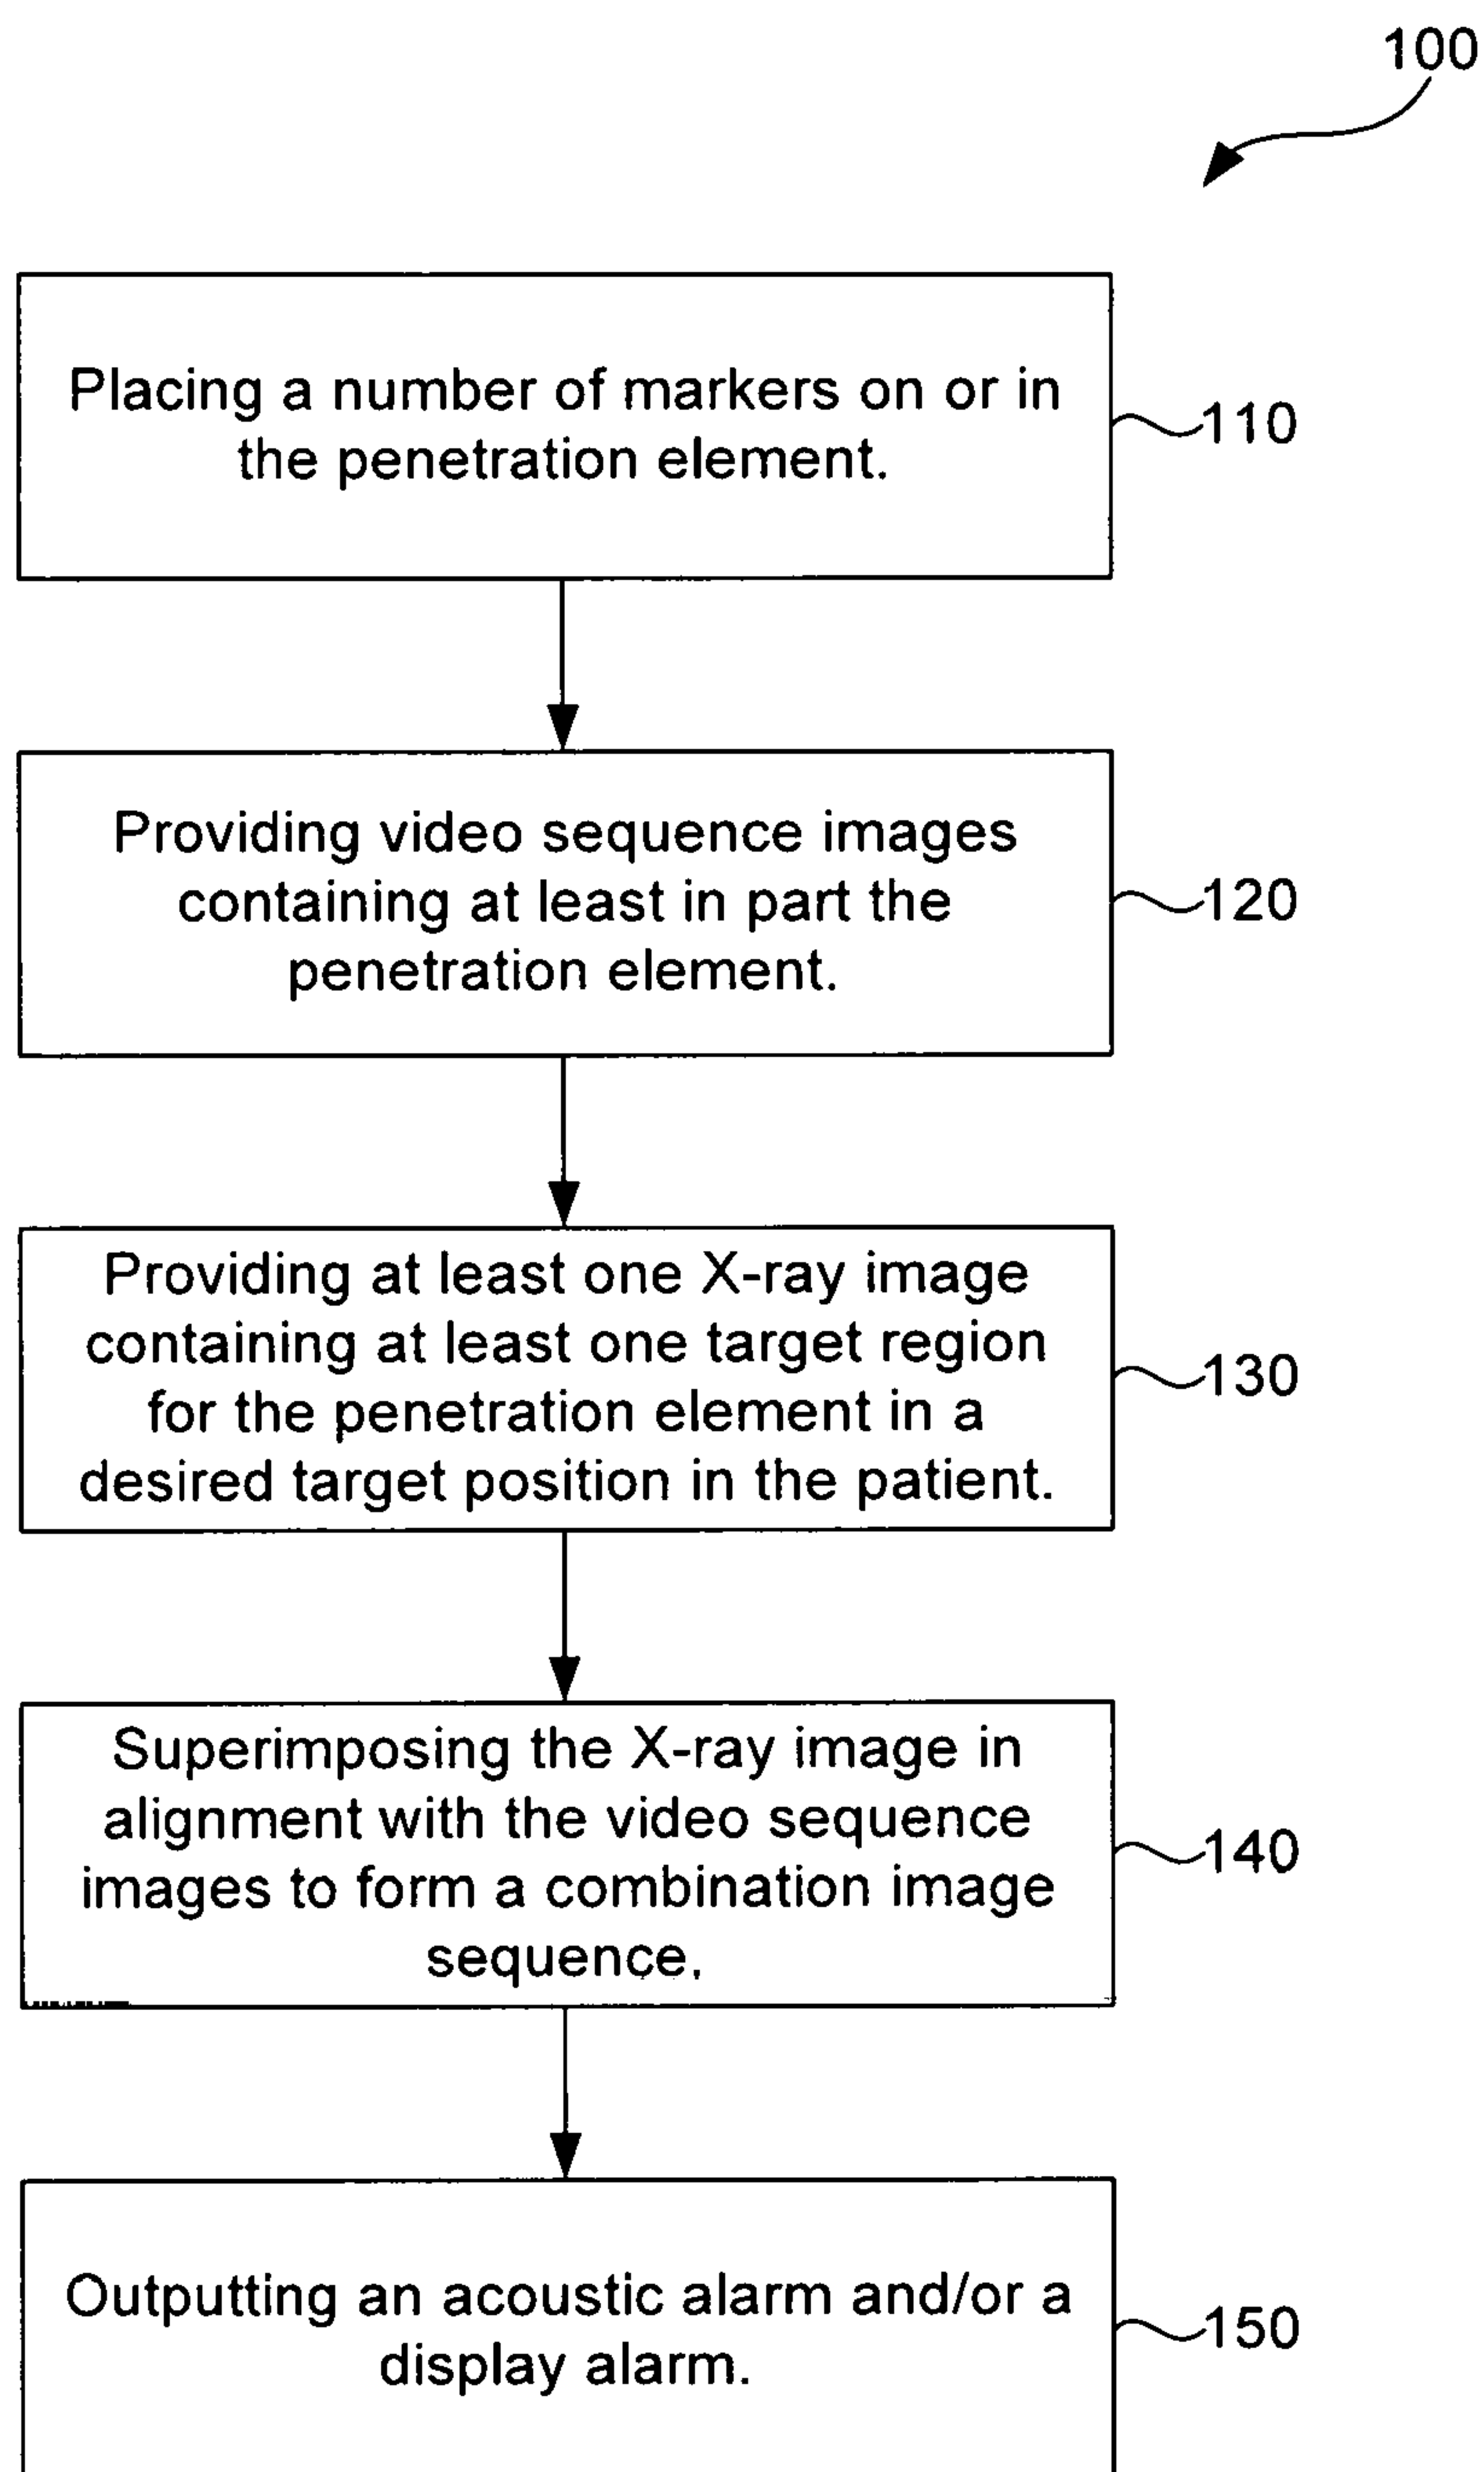 100
Placing a number of markers on or in
the penetration element.
110
Providing video sequence images
containing at least in part the
penetration element.
120
Providing at least one X-ray image
containing at least one target region
for the penetration element in a
desired target position in the patient.
130
Superimposing the X-ray image in
alignment with the video sequence
images to form a combination image
sequence,
140
Outputting an acoustic alarm and/or a
display alarm.
150